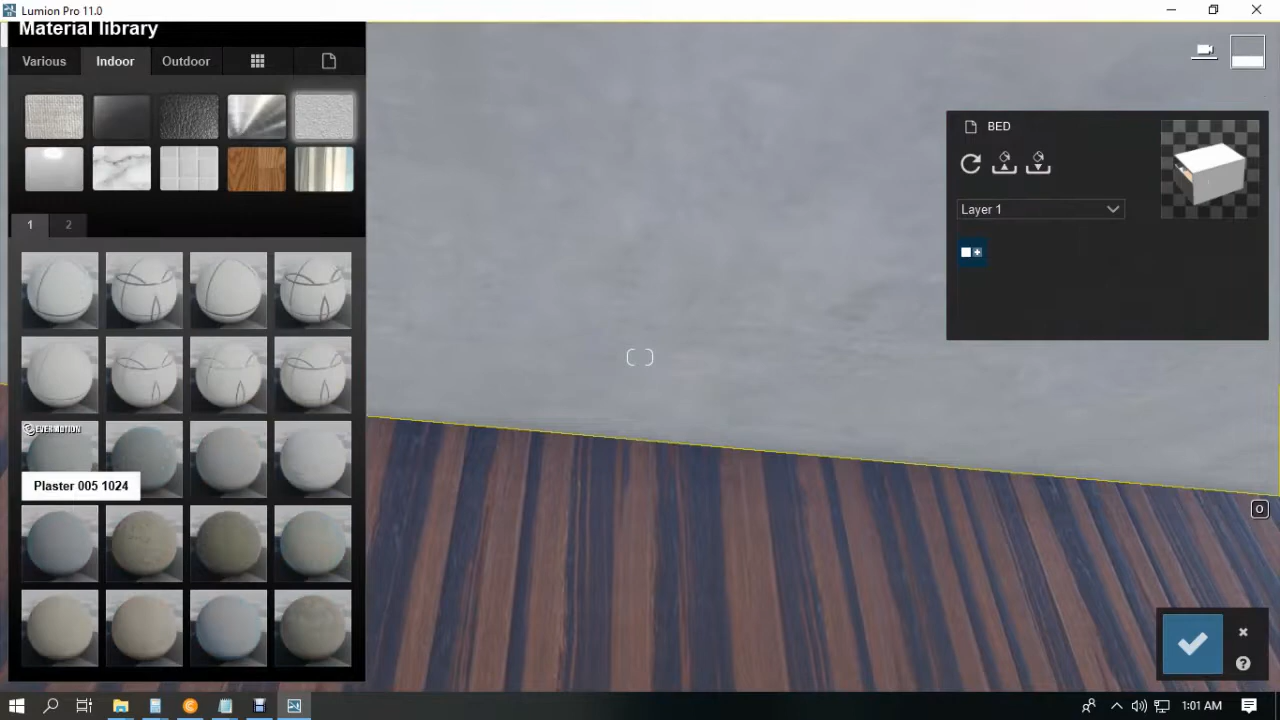 Lumion Pro 11.0
Material library
Various
Indoor
Outdoor
1
2
EVERMOTION
Plaster 005 1024
BED
Layer 1
O
?
1:01 AM